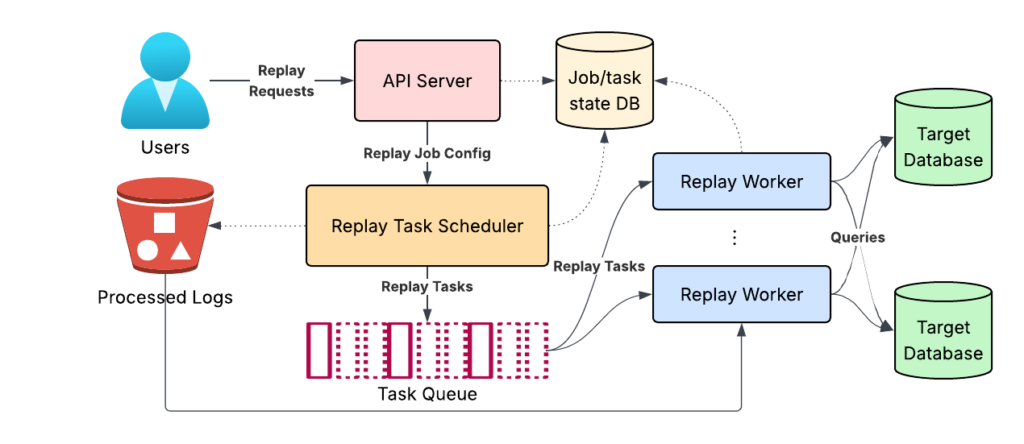 Users
Replay
Requests
API Server
Job/task
state DB
Replay Job Config
Processed Logs
Replay Task Scheduler
Replay Tasks
Task Queue
Replay Tasks
Replay Worker
⋮
Replay Worker
Queries
Target
Database
Target
Database